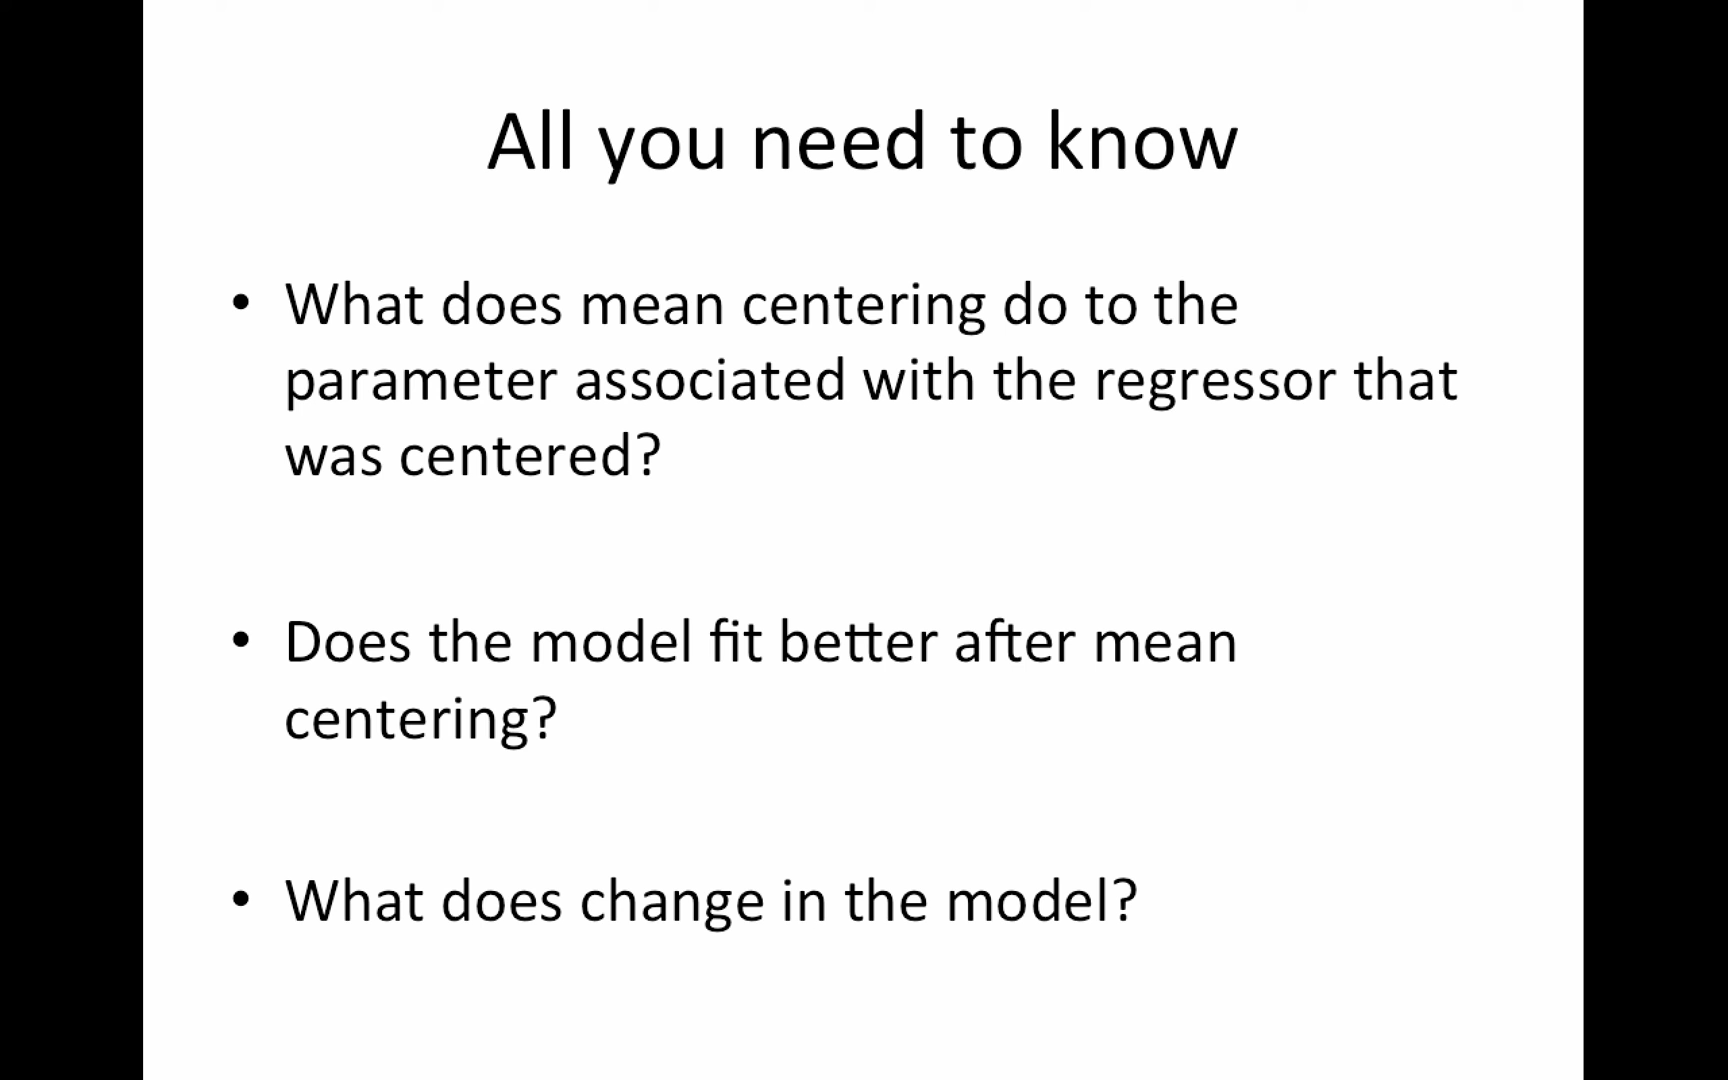 All you need to know
• What does mean centering do to the
parameter associated with the regressor that
was centered?
• Does the model fit better after mean
centering?
• What does change in the model?